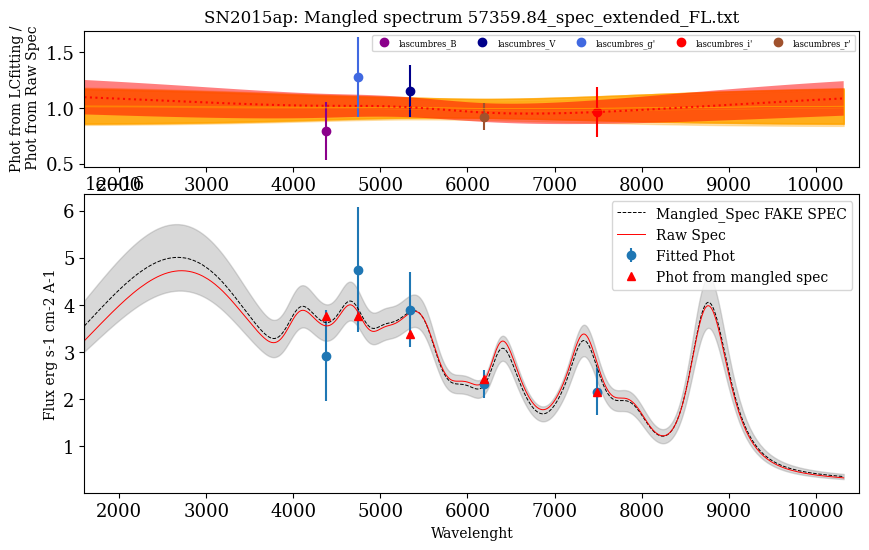 SN2015ap: Mangled spectrum 57359.84_spec_extended_FL.txt
Phot from LCfitting /
Phot from Raw Spec
1.5
1.0
0.5
lascumbres_B
lascumbres_V
lascumbres_g'
lascumbres_i'
lascumbres_r'
2000 3000 4000 5000 6000 7000 8000 9000 10000
1e−16
Flux erg s-1 cm-2 A-1
6
5
4
3
2
1
Mangled_Spec FAKE SPEC
Raw Spec
Fitted Phot
Phot from mangled spec
2000 3000 4000 5000 6000 7000 8000 9000 10000
Wavelenght